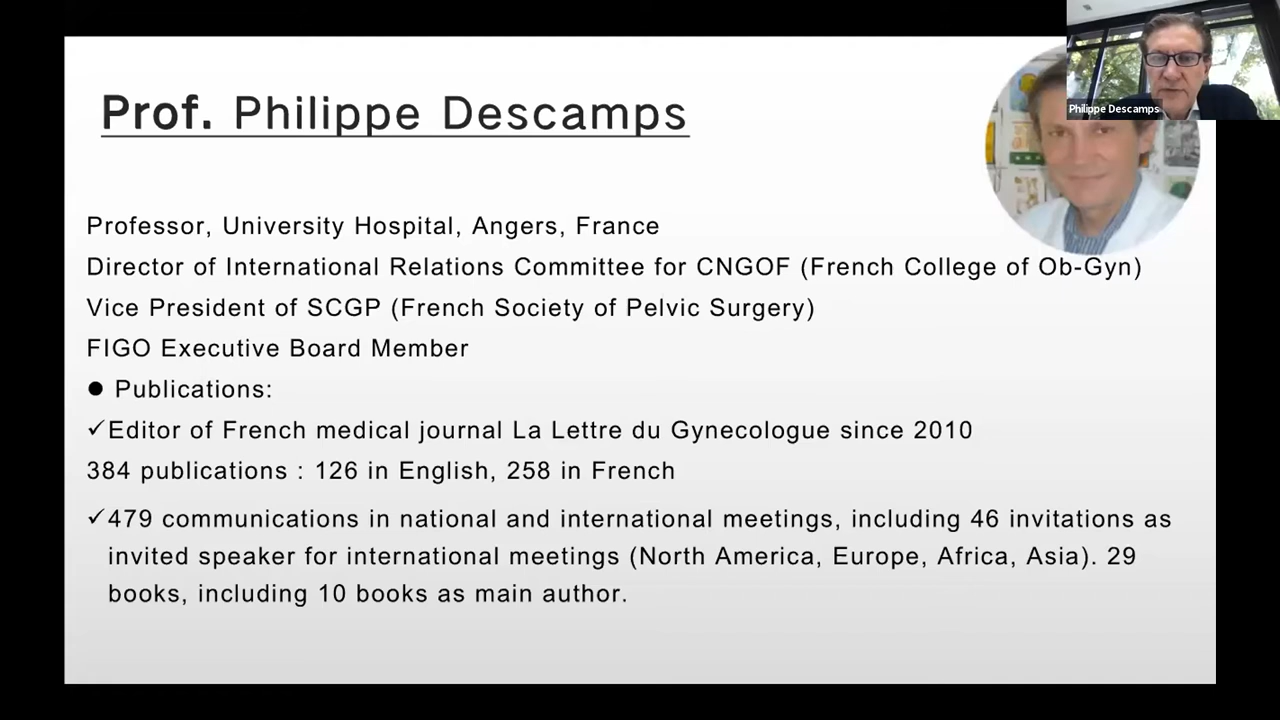 Prof. Philippe Descamps
Philippe Descamps
Professor, University Hospital, Angers, France
Director of International Relations Committee for CNGOF (French College of Ob-Gyn)
Vice President of SCGP (French Society of Pelvic Surgery)
FIGO Executive Board Member
● Publications:
✓Editor of French medical journal La Lettre du Gynecologue since 2010
384 publications : 126 in English, 258 in French
✓479 communications in national and international meetings, including 46 invitations as
invited speaker for international meetings (North America, Europe, Africa, Asia). 29
books, including 10 books as main author.